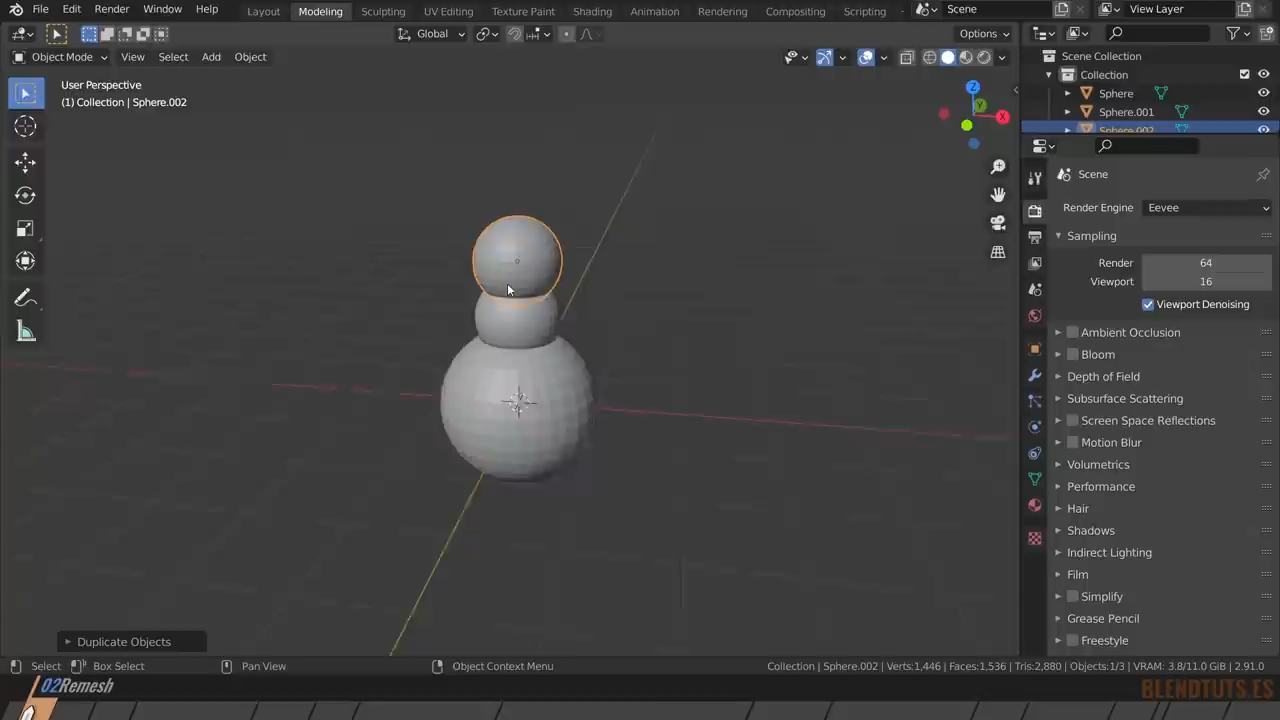 File Edit Render Window Help Layout Modeling Sculpting UV Editing Texture Paint Shading Animation Rendering Compositing Scripting Scene View Layer
Global Options
Object Mode View Select Add Object
User Perspective
(1) Collection | Sphere.002
Z
Y
X
Scene Collection
Collection
Sphere
Sphere.001
Sphere.002
Scene
Render Engine Eevee
Sampling
Render 64
Viewport 16
Viewport Denoising
Ambient Occlusion
Bloom
Depth of Field
Subsurface Scattering
Screen Space Reflections
Motion Blur
Volumetrics
Performance
Hair
Shadows
Indirect Lighting
Film
Simplify
Grease Pencil
Freestyle
Duplicate Objects
Select Box Select Pan View Object Context Menu Collection | Sphere.002 | Verts:1,446 | Faces:1,536 | Tris:2,880 | Objects:1/3 | VRAM: 3.8/11.0 GiB | 2.91.0
02Remesh
BLENDTUTS.ES